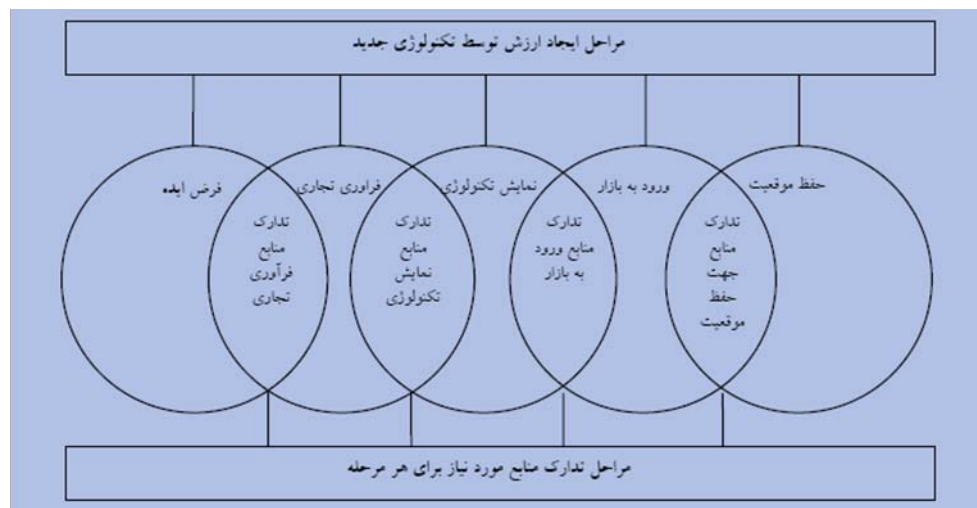 مراحل ایجاد ارزش توسط تکنولوژی جدید
حفظ موقعیت
ورود به بازار
نمایش تکنولوژی
فراوری تجاری
فرض ایده
تدارک
منابع
جهت
حفظ
موقعیت
تدارک
منابع ورود
به بازار
تدارک
منابع
نمایش
تکنولوژی
تدارک
منابع
فرآوری
تجاری
مراحل تدارک منابع مورد نیاز برای هر مرحله